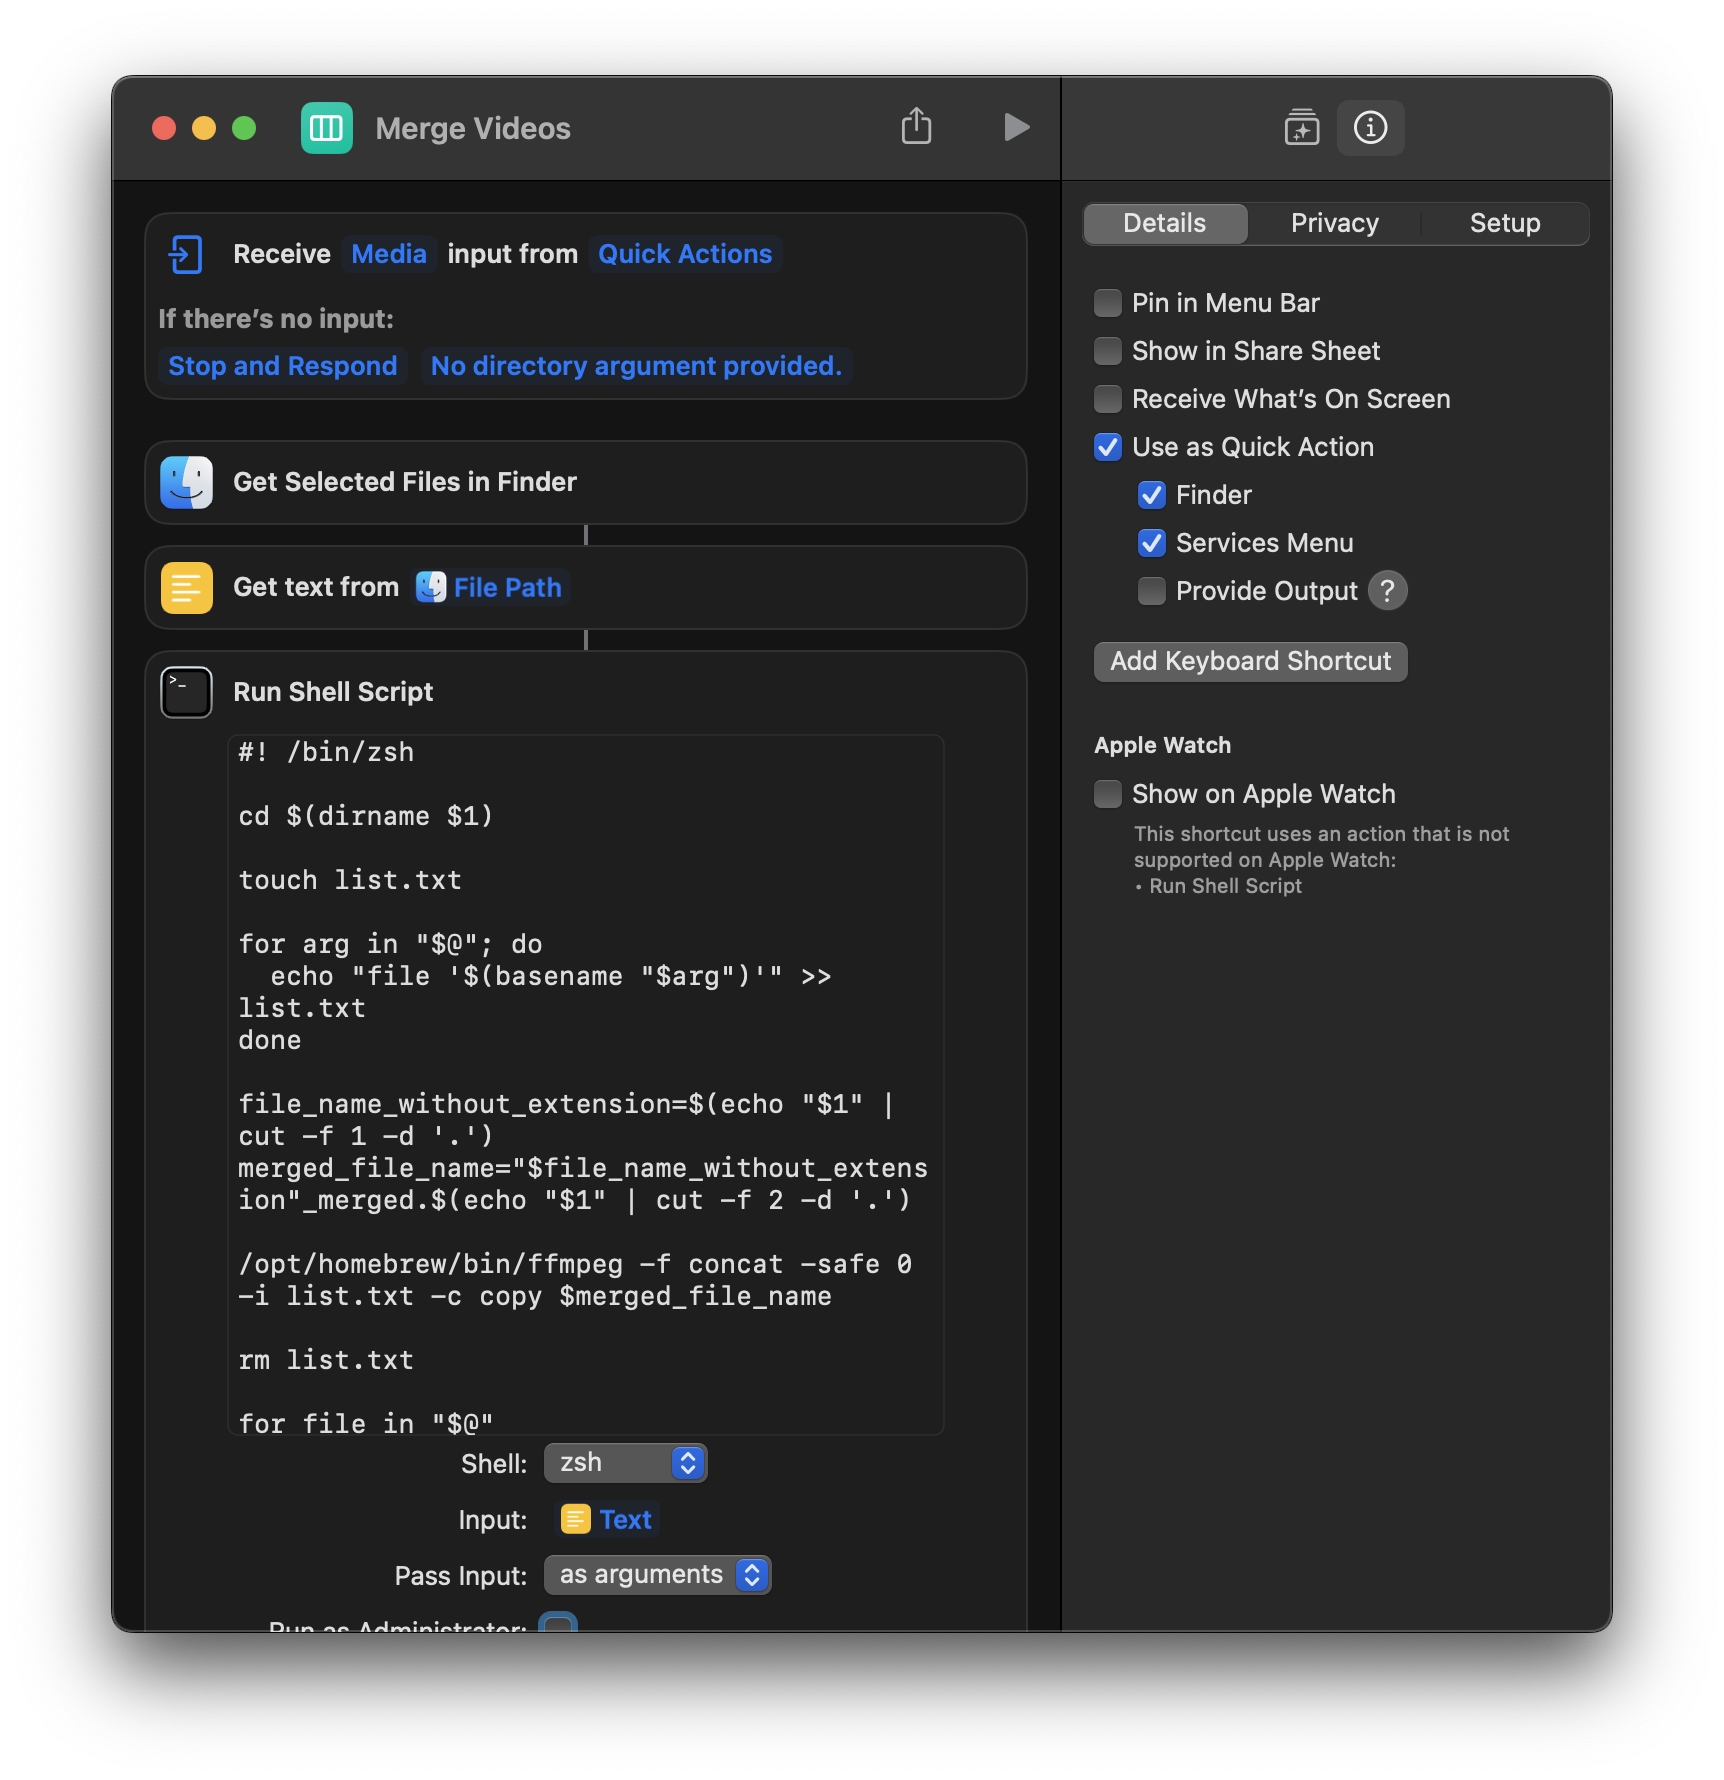 Merge Videos
Receive Media input from Quick Actions
If there’s no input:
Stop and Respond No directory argument provided.
Get Selected Files in Finder
Get text from File Path
>_
Run Shell Script
#! /bin/zsh
cd $(dirname $1)
touch list.txt
for arg in "$@"; do
  echo "file '$(basename "$arg")'" >>
list.txt
done
file_name_without_extension=$(echo "$1" |
cut -f 1 -d '.')
merged_file_name="$file_name_without_extens
ion"_merged.$(echo "$1" | cut -f 2 -d '.')
/opt/homebrew/bin/ffmpeg -f concat -safe 0
-i list.txt -c copy $merged_file_name
rm list.txt
for file in "$@"
Shell: zsh
Input: Text
Pass Input: as arguments
Run as Administrator:
Details Privacy Setup
Pin in Menu Bar
Show in Share Sheet
Receive What’s On Screen
Use as Quick Action
Finder
Services Menu
Provide Output ?
Add Keyboard Shortcut
Apple Watch
Show on Apple Watch
This shortcut uses an action that is not
supported on Apple Watch:
• Run Shell Script